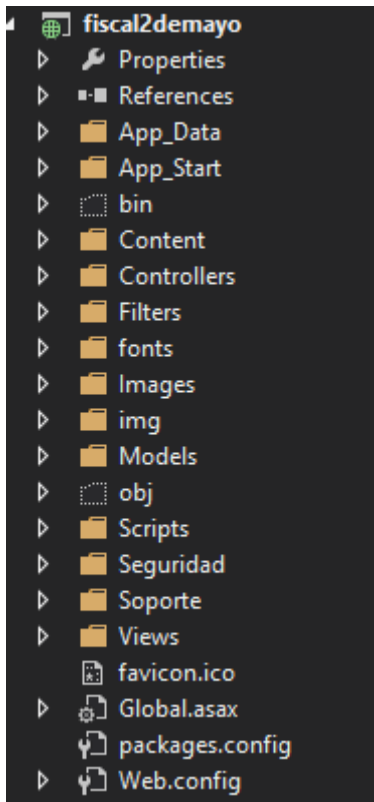 fiscal2demayo
Properties
References
App_Data
App_Start
bin
Content
Controllers
Filters
fonts
Images
img
Models
obj
Scripts
Seguridad
Soporte
Views
favicon.ico
Global.asax
packages.config
Web.config